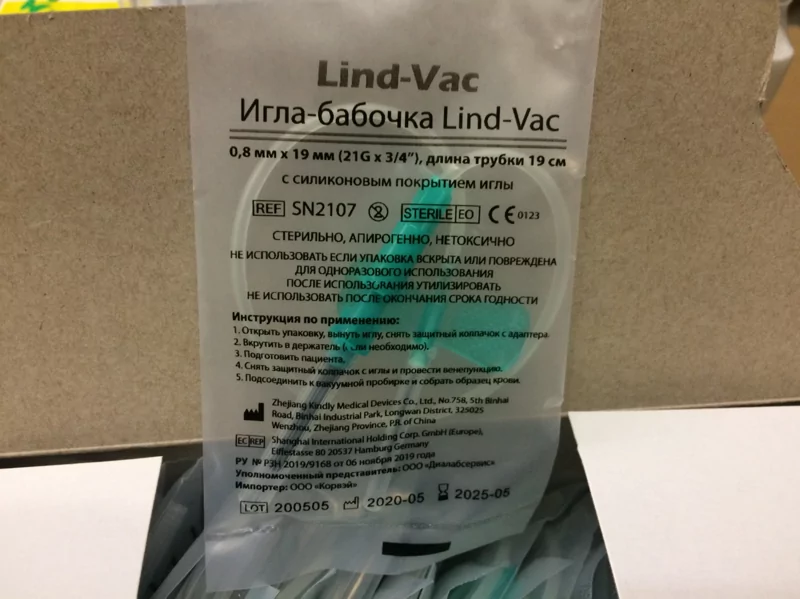 Lind-Vac
Игла-бабочка Lind-Vac
0,8 мм x 19 мм (21G x 3/4"), длина трубки 19 см
с силиконовым покрытием иглы
REF SN2107 2 STERILE EO CE 0123
СТЕРИЛЬНО, АПИРОГЕННО, НЕТОКСИЧНО
НЕ ИСПОЛЬЗОВАТЬ ЕСЛИ УПАКОВКА ВСКРЫТА ИЛИ ПОВРЕЖДЕНА
ДЛЯ ОДНОРАЗОВОГО ИСПОЛЬЗОВАНИЯ
ПОСЛЕ ИСПОЛЬЗОВАНИЯ УТИЛИЗИРОВАТЬ
НЕ ИСПОЛЬЗОВАТЬ ПОСЛЕ ОКОНЧАНИЯ СРОКА ГОДНОСТИ
Инструкция по применению:
1. Открыть упаковку, вынуть иглу, снять защитный колпачок с адаптера.
2. Вкрутить в держатель (если необходимо).
3. Подготовить пациента.
4. Снять защитный колпачок с иглы и провести венепункцию.
5. Подсоединить к вакуумной пробирке и собрать образец крови.
Zhejiang Kindly Medical Devices Co., Ltd., No.758, 5th Binhai
Road, Binhai Industrial Park, Longwan District, 325025
Wenzhou, Zhejiang Province, P.R. of China
EC REP Shanghai International Holding Corp. GmbH (Europe),
Eiffestasse 80 20537 Hamburg Germany
РУ № РЗН 2019/9168 от 06 ноября 2019 года
Уполномоченный представитель: ООО «Диалабсервис»
Импортер: ООО «Корвэй»
LOT 200505 2020-05 2025-05